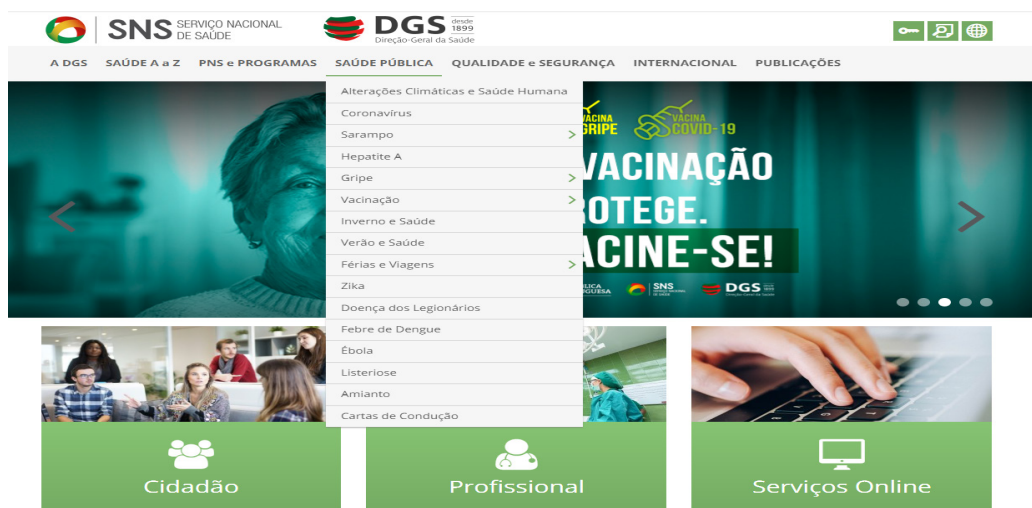 SNS SERVIÇO NACIONAL
DE SAÚDE
DGS desde
1899
Direção-Geral da Saúde
A DGS SAÚDE A a Z PNS e PROGRAMAS SAÚDE PÚBLICA QUALIDADE e SEGURANÇA INTERNACIONAL PUBLICAÇÕES
Alterações Climáticas e Saúde Humana
Coronavírus
Sarampo
Hepatite A
Gripe
Vacinação
Inverno e Saúde
Verão e Saúde
Férias e Viagens
Zika
Doença dos Legionários
Febre de Dengue
Ébola
Listeriose
Amianto
Cartas de Condução
VACINA
GRIPE
VACINA
COVID-19
VACINAÇÃO
ROTEGE.
ACINE-SE!
SNS
DGS
Cidadão
Profissional
Serviços Online